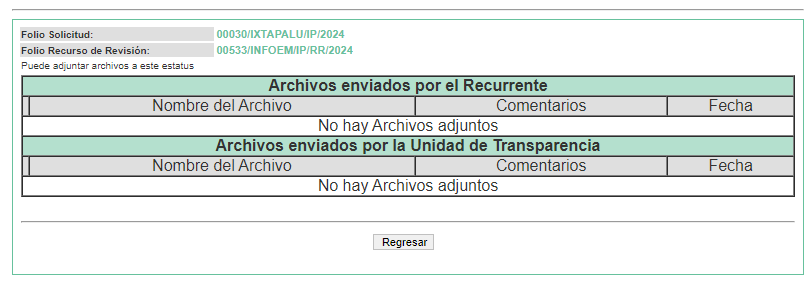 Folio Solicitud: 00030/IXTAPALU/IP/2024
Folio Recurso de Revisión: 00533/INFOEM/IP/RR/2024
Puede adjuntar archivos a este estatus
Archivos enviados por el Recurrente
Nombre del Archivo Comentarios Fecha
No hay Archivos adjuntos
Archivos enviados por la Unidad de Transparencia
Nombre del Archivo Comentarios Fecha
No hay Archivos adjuntos
Regresar